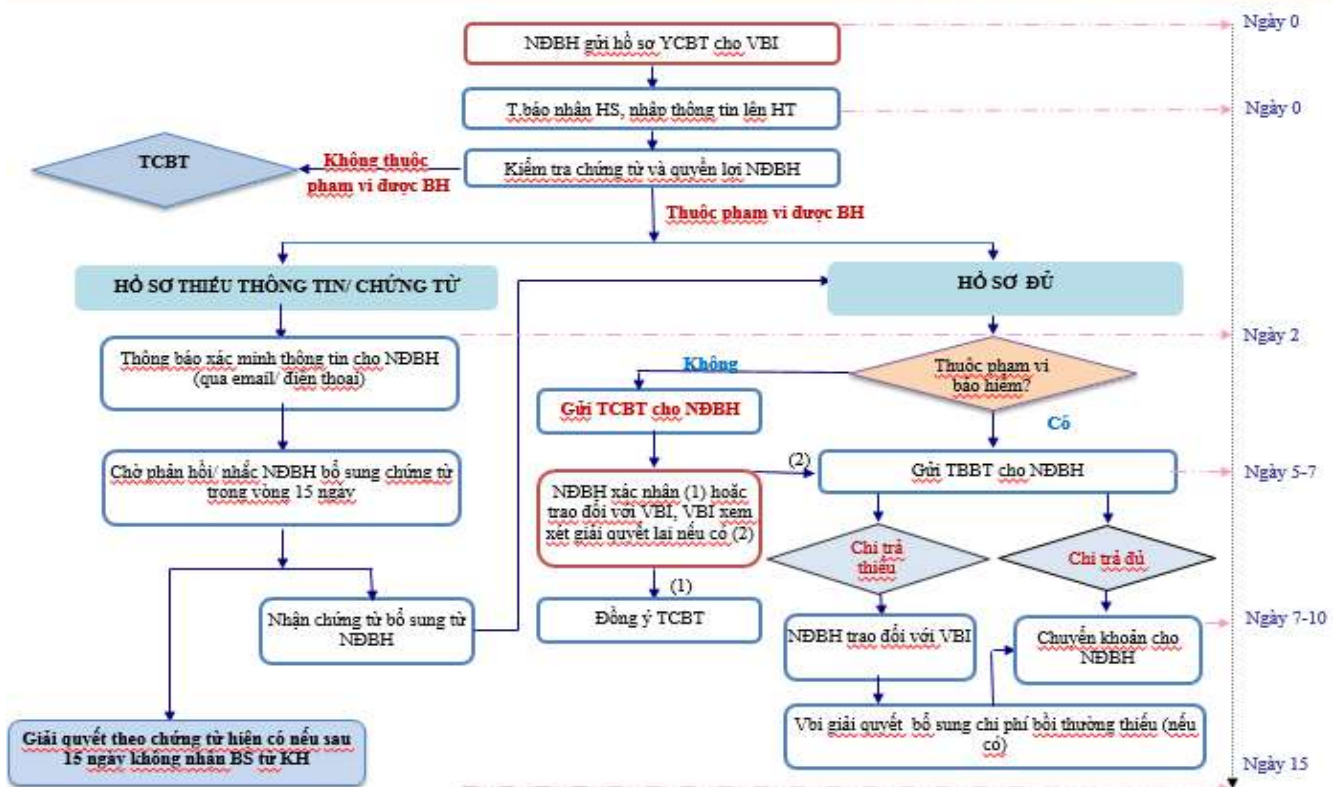 Ngày 0
NĐBH gửi hồ sơ YCBT cho VBI
T.báo nhận HS, nhập thông tin lên HT
Ngày 0
TCBT
Không thuộc
phạm vi được BH
Kiểm tra chứng từ và quyền lợi NĐBH
Thuộc phạm vi được BH
HỒ SƠ THIẾU THÔNG TIN/ CHỨNG TỪ
HỒ SƠ ĐỦ
Ngày 2
Thông báo xác minh thông tin cho NĐBH
(qua email/ điện thoại)
Không
Thuộc phạm vi
bảo hiểm?
Gửi TCBT cho NĐBH
Có
Chờ phản hồi/ nhắc NĐBH bổ sung chứng từ
trong vòng 15 ngày
(2)
Gửi TBBT cho NĐBH
Ngày 5-7
NĐBH xác nhận (1) hoặc
trao đổi với VBI, VBI xem
xét giải quyết lại nếu có (2)
Chi trả
thiếu
Chi trả đủ
(1)
Nhận chứng từ bổ sung từ
NĐBH
Đồng ý TCBT
NĐBH trao đổi với VBI
Chuyển khoản cho
NĐBH
Ngày 7-10
Giải quyết theo chứng từ hiện có nếu sau
15 ngày không nhận BS từ KH
Vbi giải quyết bổ sung chi phí bồi thường thiếu (nếu
có)
Ngày 15